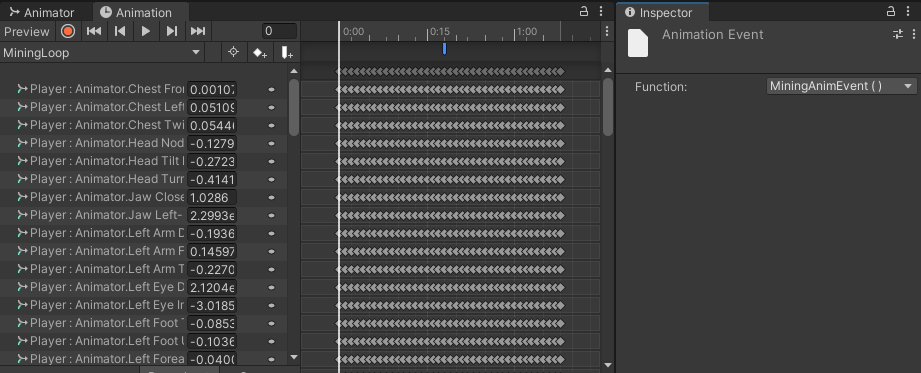 Animator Animation
Inspector
Preview 0 0:00 0:15 1:00
Animation Event
MiningLoop
Function: MiningAnimEvent ( )
Player : Animator.Chest Fro 0.00107
Player : Animator.Chest Left 0.05109
Player : Animator.Chest Twi 0.0544
Player : Animator.Head Nod -0.1279
Player : Animator.Head Tilt -0.2723
Player : Animator.Head Turn -0.4141
Player : Animator.Jaw Close 1.0286
Player : Animator.Jaw Left- 2.2993e
Player : Animator.Left Arm D -0.1936
Player : Animator.Left Arm F 0.14597
Player : Animator.Left Arm T -0.2270
Player : Animator.Left Eye D 2.1204e
Player : Animator.Left Eye In -3.0185
Player : Animator.Left Foot -0.0853
Player : Animator.Left Foot -0.1036
Player : Animator.Left Forea -0.040